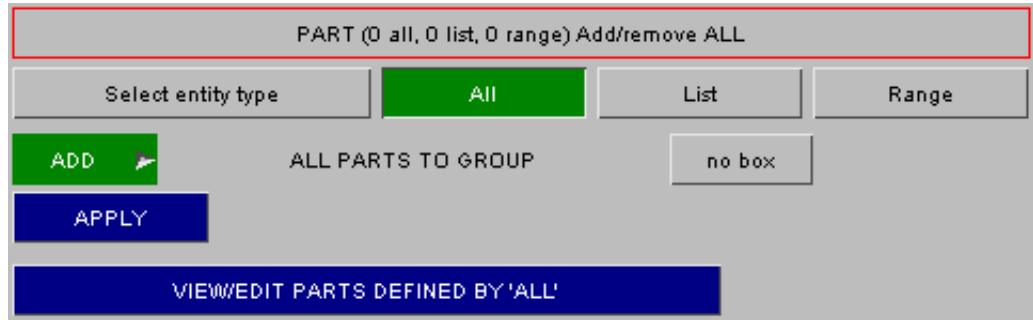 PART (0 all, 0 list, 0 range) Add/remove ALL
Select entity type All List Range
ADD ALL PARTS TO GROUP no box
APPLY
VIEW/EDIT PARTS DEFINED BY 'ALL'